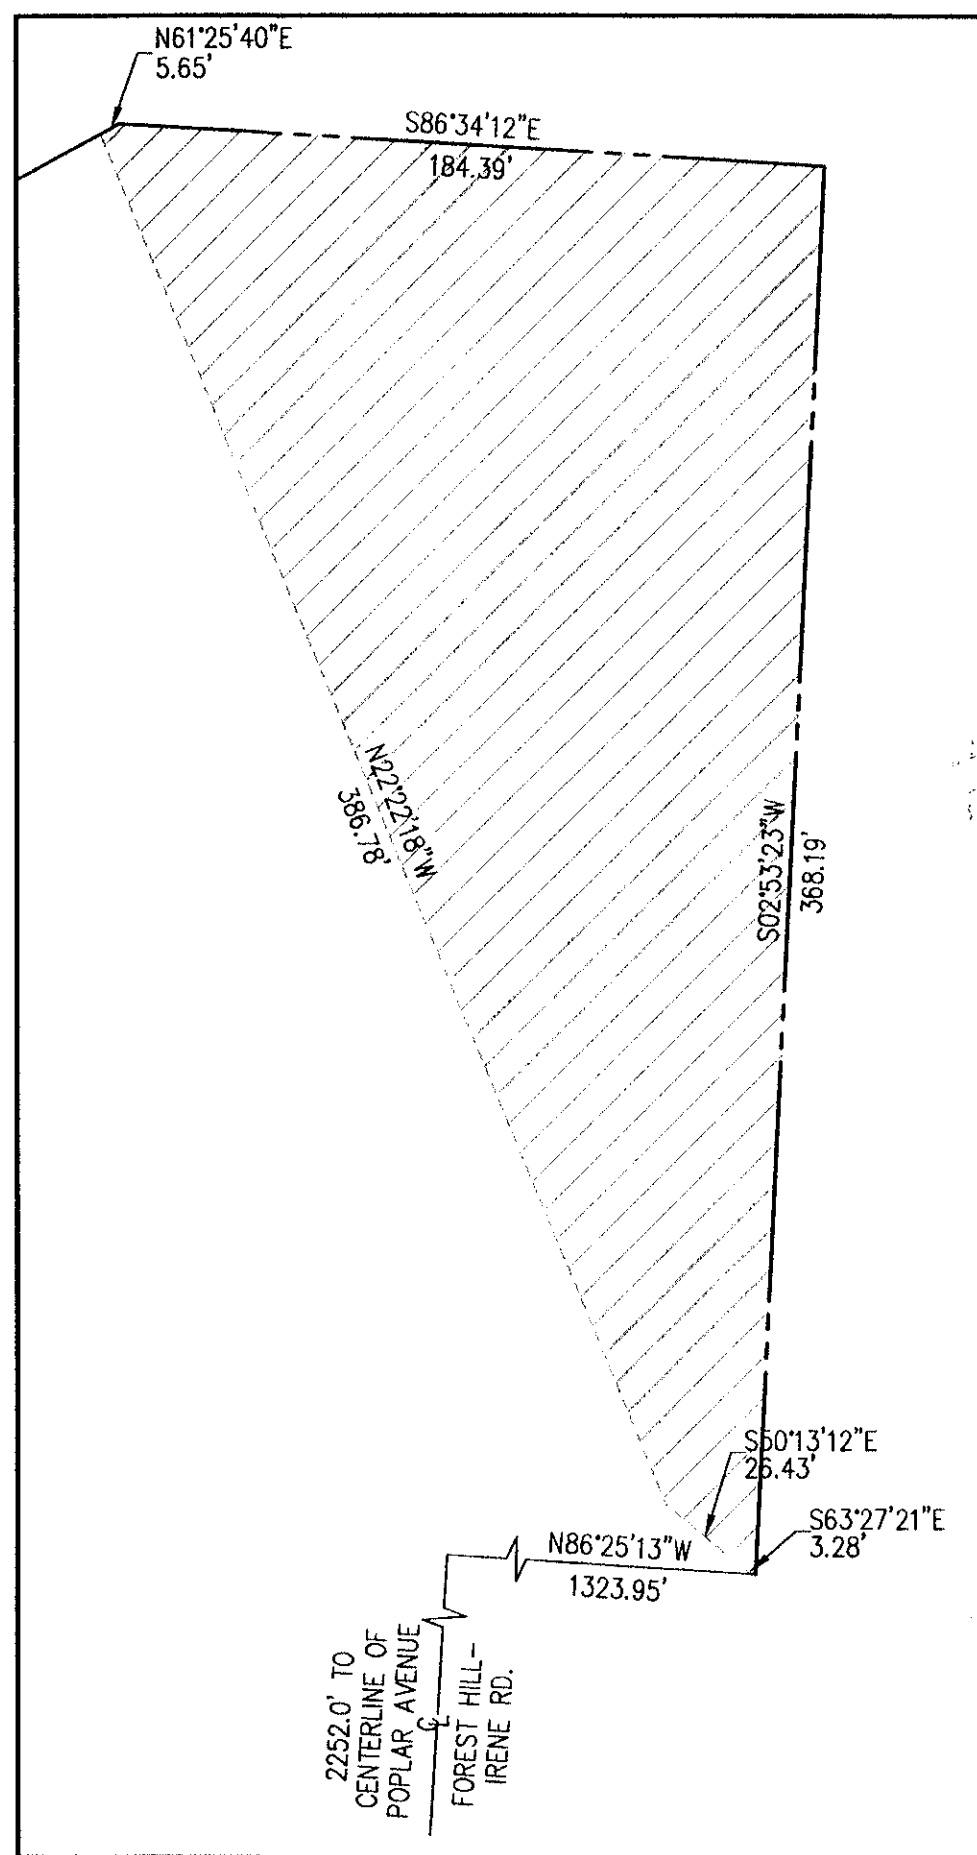 N61°25'40"E
5.65'
S86°34'12"E
184.39'
N22°22'18"W
386.78'
S02°53'23"W
368.19'
S50°13'12"E
26.43'
S63°27'21"E
3.28'
N86°25'13"W
1323.95'
2252.0' TO
CENTERLINE OF
POPLAR AVENUE
CL
FOREST HILL-
IRENE RD.